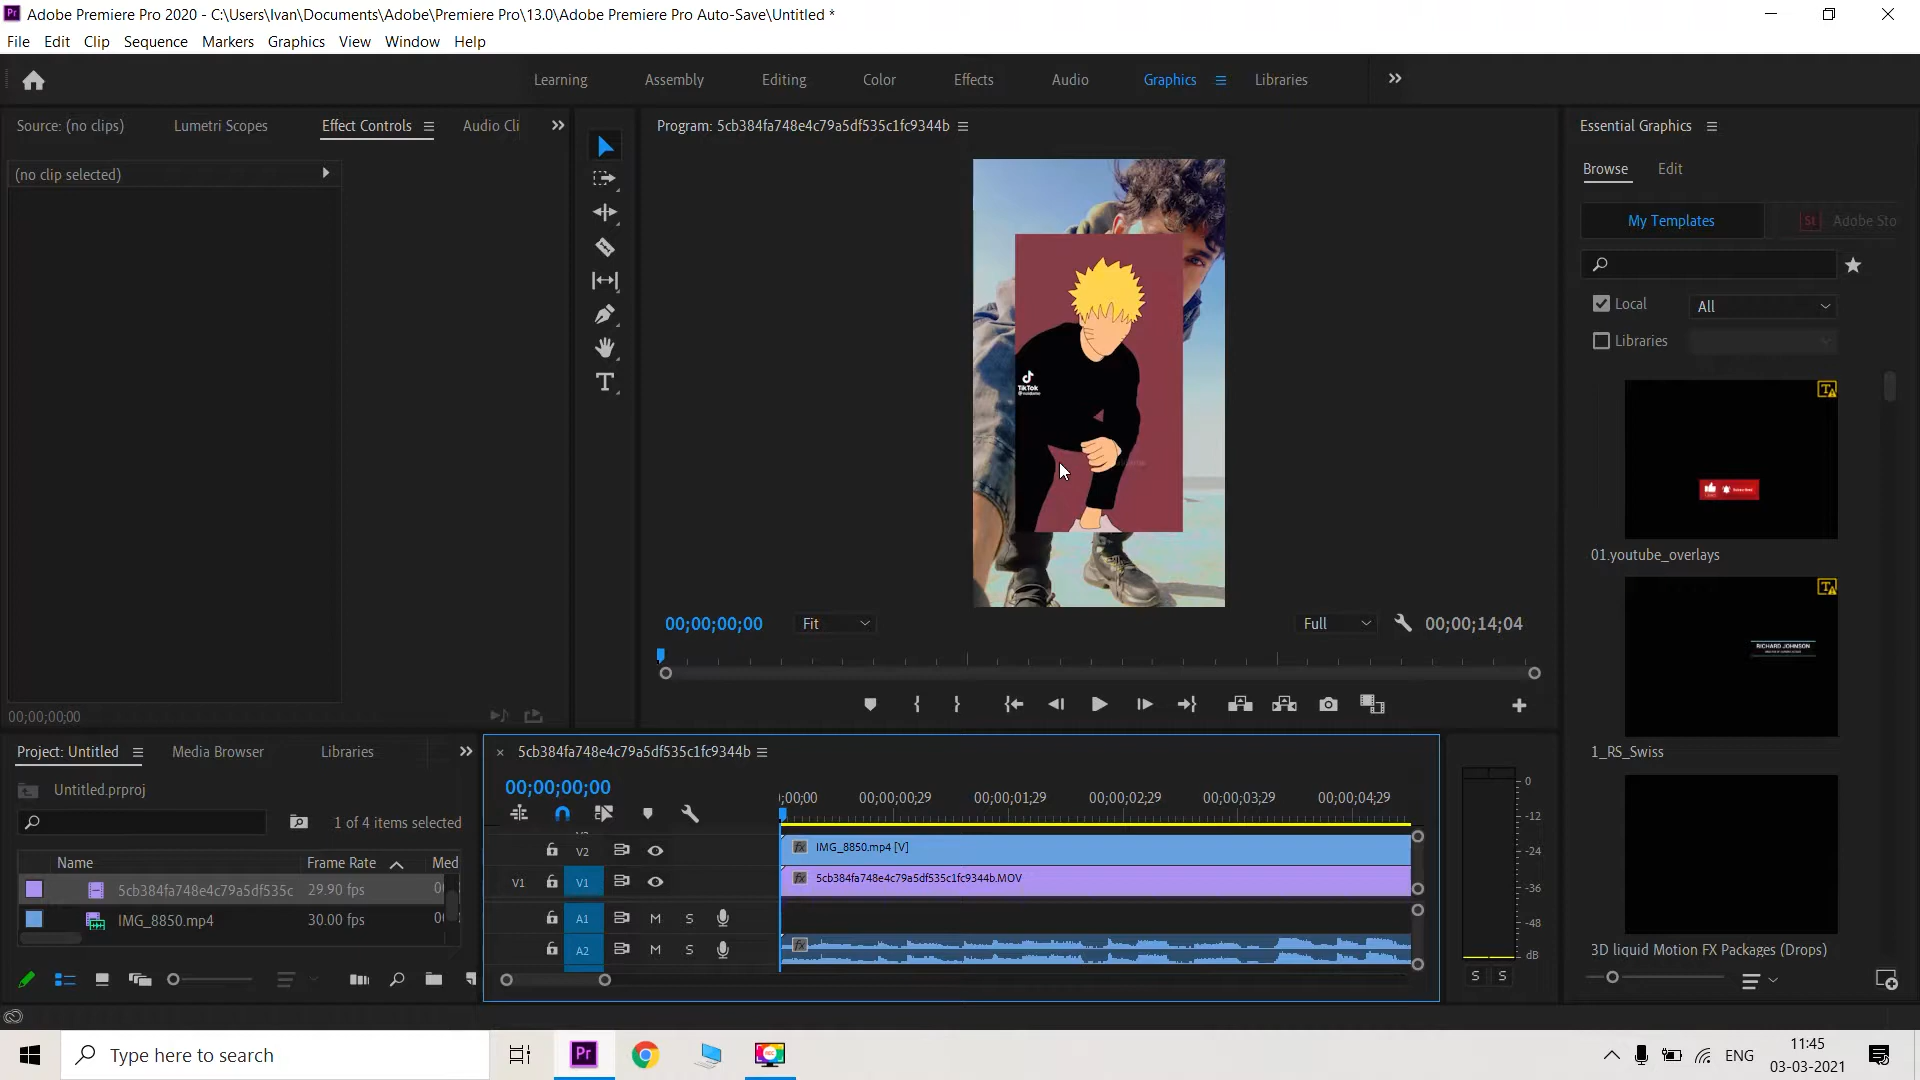 Adobe Premiere Pro 2020 - C:\Users\Ivan\Documents\Adobe\Premiere Pro\13.0\Adobe Premiere Pro Auto-Save\Untitled *
File Edit Clip Sequence Markers Graphics View Window Help
Learning Assembly Editing Color Effects Audio Graphics Libraries
Source: (no clips) Lumetri Scopes Effect Controls Audio Cli
Program: 5cb384fa748e4c79a5df535c1fc9344b
Essential Graphics
(no clip selected)
Browse Edit
My Templates St Adobe Sto
Local All
Libraries
TikTok
01.youtube_overlays
RICHARD JOHNSON
1_RS_Swiss
3D liquid Motion FX Packages (Drops)
00;00;00;00 Fit Full 00;00;14;04
00;00;00;00
Project: Untitled Media Browser Libraries
Untitled.prproj
1 of 4 items selected
Name Frame Rate Med
5cb384fa748e4c79a5df535c 29.90 fps
IMG_8850.mp4 30.00 fps
5cb384fa748e4c79a5df535c1fc9344b
00;00;00;00
;00;00 00;00;00;29 00;00;01;29 00;00;02;29 00;00;03;29 00;00;04;29
V2 IMG_8850.mp4 [V]
V1 V1 5cb384fa748e4c79a5df535c1fc9344b.MOV
A1 M S
A2 M S
0
-12
-24
-36
-48
dB
S S
Type here to search
Pr
ENG
11:45
03-03-2021